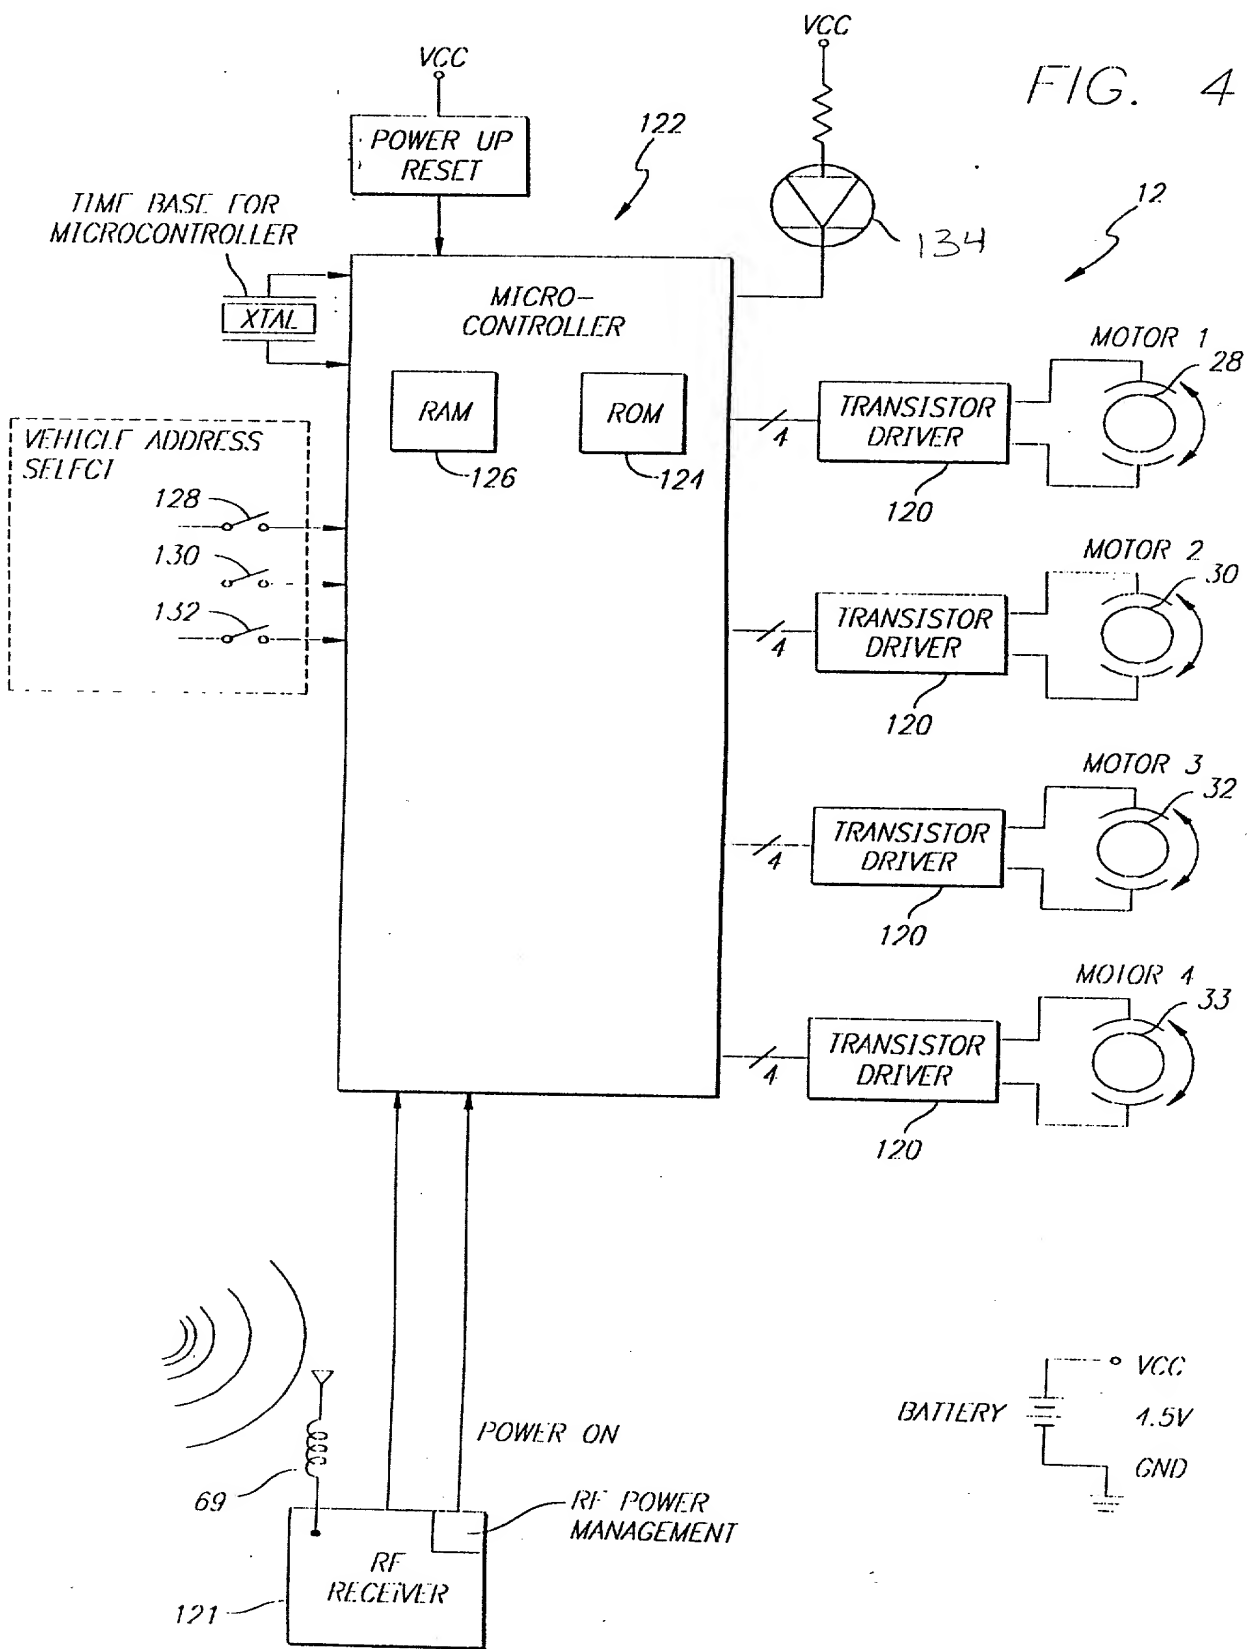 FIG. 4
VCC
VCC
POWER UP
RESET
122
12
134
TIME BASE FOR
MICROCONTROLLER
XTAL
MICRO-
CONTROLLER
RAM
126
ROM
124
VEHICLE ADDRESS
SELECT
128
130
132
4
TRANSISTOR
DRIVER
120
MOTOR 1
28
4
TRANSISTOR
DRIVER
120
MOTOR 2
30
4
TRANSISTOR
DRIVER
120
MOTOR 3
32
4
TRANSISTOR
DRIVER
120
MOTOR 4
33
POWER ON
69
RF POWER
MANAGEMENT
RF
RECEIVER
121
BATTERY
VCC
4.5V
GND